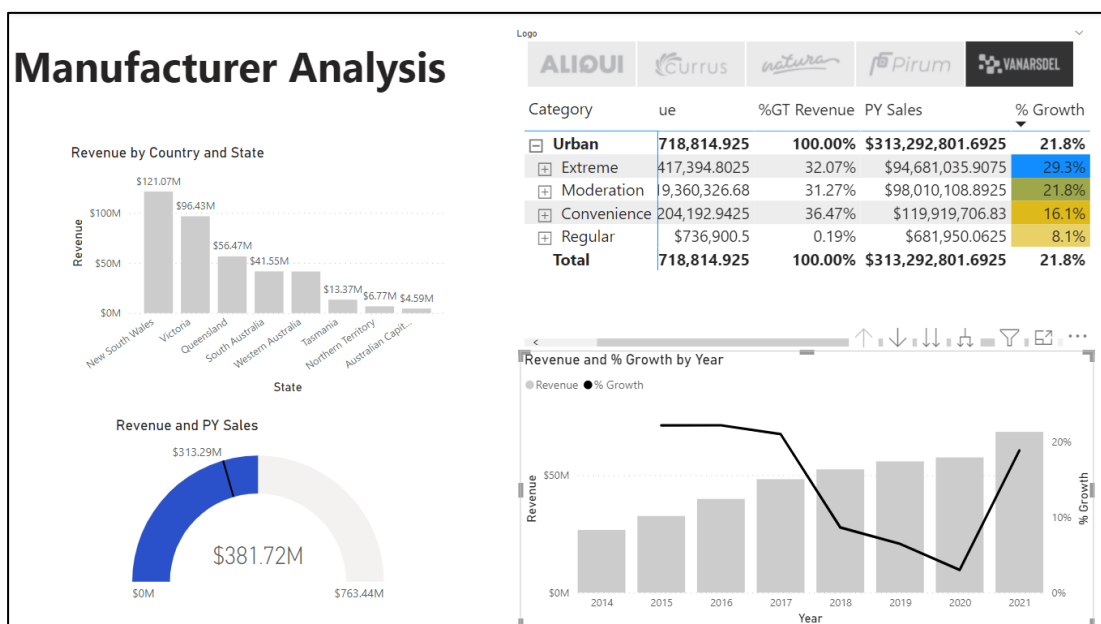 Manufacturer Analysis
Revenue by Country and State
$121.07M
$96.43M
$56.47M
$41.55M
$13.37M
$6.77M
$4.59M
$100M
$50M
$0M
Revenue
New South Wales
Victoria
Queensland
South Australia
Western Australia
Tasmania
Northern Territory
Australian Capit...
State
Revenue and PY Sales
$313.29M
$381.72M
$0M
$763.44M
Logo
ALIQUI
Currus
natura
Pirum
VANARSDEL
Category ue %GT Revenue PY Sales % Growth
Urban 718,814.925 100.00% $313,292,801.6925 21.8%
Extreme 417,394.8025 32.07% $94,681,035.9075 29.3%
Moderation 9,360,326.68 31.27% $98,010,108.8925 21.8%
Convenience 204,192.9425 36.47% $119,919,706.83 16.1%
Regular $736,900.5 0.19% $681,950.0625 8.1%
Total 718,814.925 100.00% $313,292,801.6925 21.8%
Revenue and % Growth by Year
Revenue % Growth
$50M
$0M
Revenue
20%
10%
0%
% Growth
2014 2015 2016 2017 2018 2019 2020 2021
Year